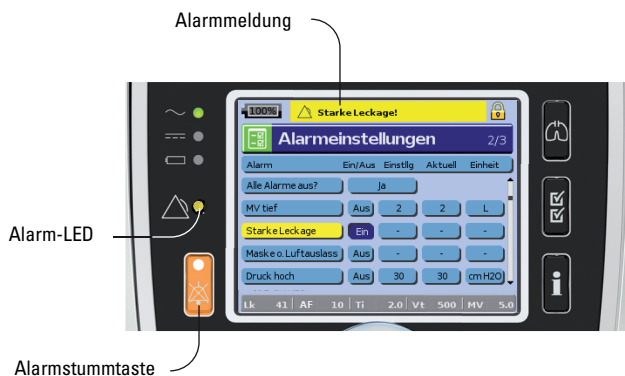 Alarmmeldung
100%
Starke Leckage!
Alarmeinstellungen 2/3
Alarm Ein/Aus Einstllg Aktuell Einheit
Alle Alarme aus? Ja
MV tief Aus 2 2 L
Starke Leckage Ein - - -
Maske o. Luftauslass Aus - - -
Druck hoch Aus 30 30 cm H2O
Lk 41 AF 10 Ti 2.0 Vt 500 MV 5.0
Alarm-LED
Alarmstummtaste